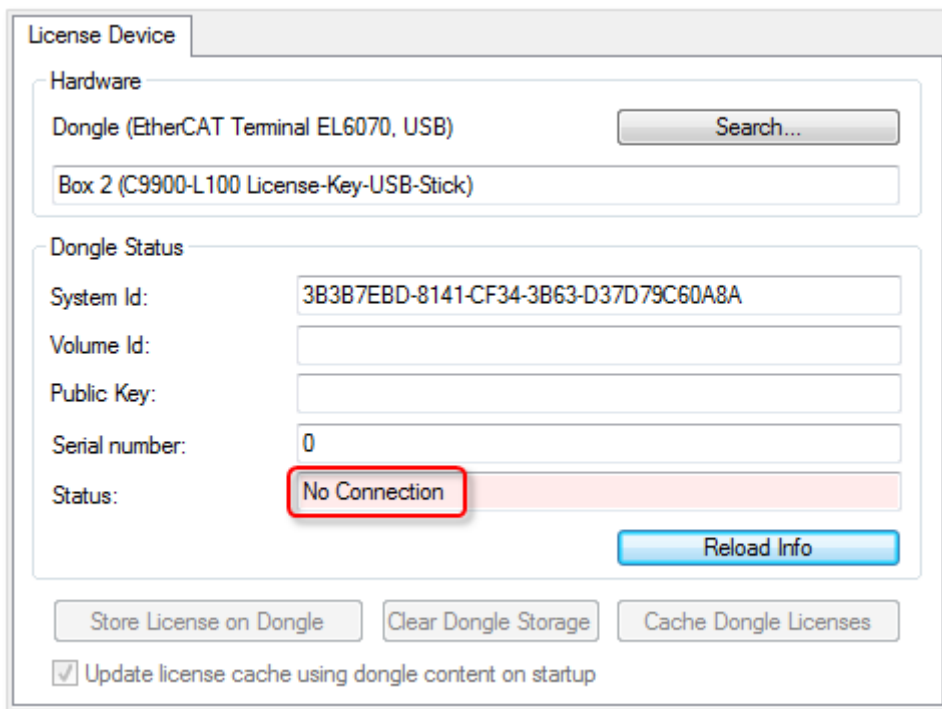 License Device
Hardware
Dongle (EtherCAT Terminal EL6070, USB)
Search...
Box 2 (C9900-L100 License-Key-USB-Stick)
Dongle Status
System Id:
3B3B7EBD-8141-CF34-3B63-D37D79C60A8A
Volume Id:
Public Key:
Serial number:
0
Status:
No Connection
Reload Info
Store License on Dongle
Clear Dongle Storage
Cache Dongle Licenses
Update license cache using dongle content on startup